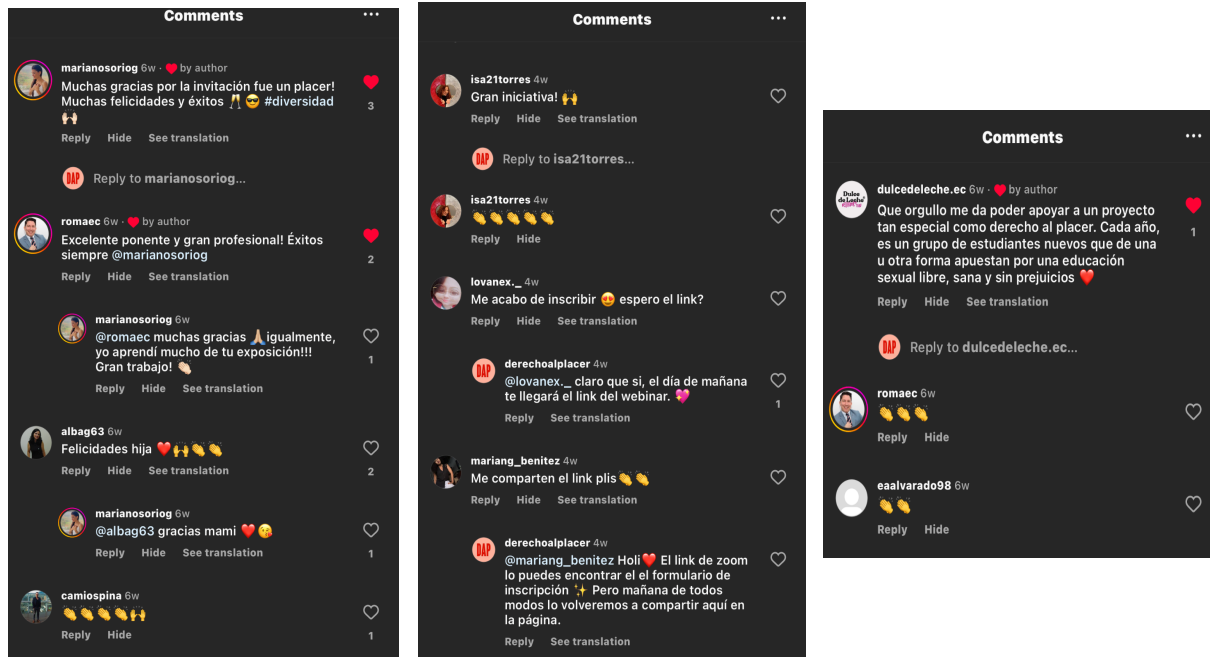 Comments
marianosoriog 6w · ❤️ by author
Muchas gracias por la invitación fue un placer!
Muchas felicidades y éxitos 🥂😎 #diversidad
🙌🏻
3
Reply Hide See translation
DAP Reply to marianosoriog...
romaec 6w · ❤️ by author
Excelente ponente y gran profesional! Éxitos
siempre @marianosoriog
2
Reply Hide See translation
marianosoriog 6w
@romaec muchas gracias 🙏🏼igualmente,
yo aprendí mucho de tu exposición!!!
Gran trabajo! 👏🏻
1
Reply Hide See translation
albag63 6w
Felicidades hija ❤️🙌👏👏
2
Reply Hide See translation
marianosoriog 6w
@albag63 gracias mami ❤️😘
1
Reply Hide See translation
camiospina 6w
👏👏👏👏🙌
1
Reply Hide
Comments
isa21torres 4w
Gran iniciativa! 🙌
Reply Hide See translation
DAP Reply to isa21torres...
isa21torres 4w
👏👏👏👏👏
Reply Hide
lovanex._ 4w
Me acabo de inscribir 😍 espero el link?
Reply Hide See translation
DAP
derechoalplacer 4w
@lovanex._ claro que si, el día de mañana
te llegará el link del webinar. 💖
1
Reply See translation
mariang_benitez 4w
Me comparten el link plis👏👏
Reply Hide See translation
DAP
derechoalplacer 4w
@mariang_benitez Holi❤️ El link de zoom
lo puedes encontrar el el formulario de
inscripción ✨ Pero mañana de todos
modos lo volveremos a compartir aquí en
la página.
Reply See translation
Comments
Dulce
de Leche
dulcedeleche.ec 6w · ❤️ by author
Que orgullo me da poder apoyar a un proyecto
tan especial como derecho al placer. Cada año,
es un grupo de estudiantes nuevos que de una
u otra forma apuestan por una educación
sexual libre, sana y sin prejuicios ❤️
1
Reply Hide See translation
DAP Reply to dulcedeleche.ec...
romaec 6w
👏👏👏
Reply Hide
eaalvarado98 6w
👏👏
Reply Hide